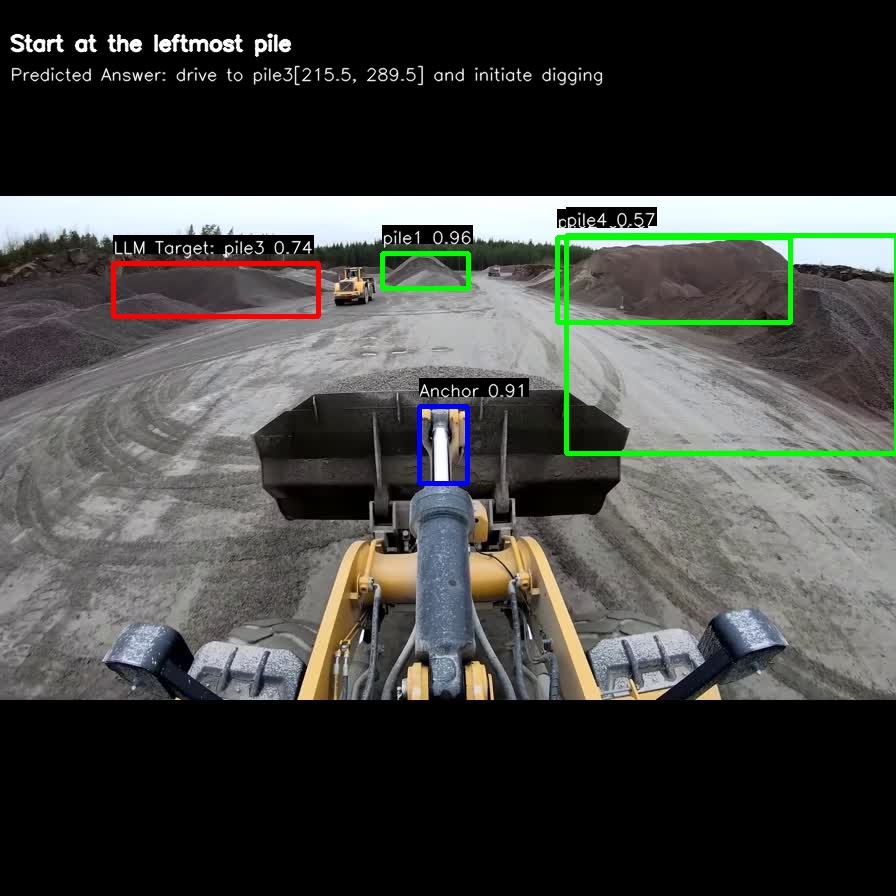 Start at the leftmost pile
Predicted Answer: drive to pile3[215.5, 289.5] and initiate digging
pile4 0.57
LLM Target: pile3 0.74
pile1 0.96
Anchor 0.91